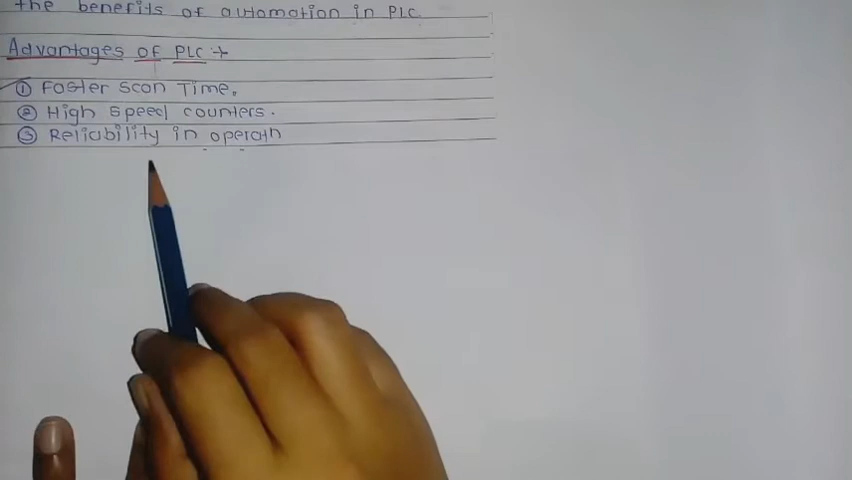 the benefits of automation in PLC
Advantages of PLC →
① Faster Scan Time.
② High speed counters.
③ Reliability in operatn